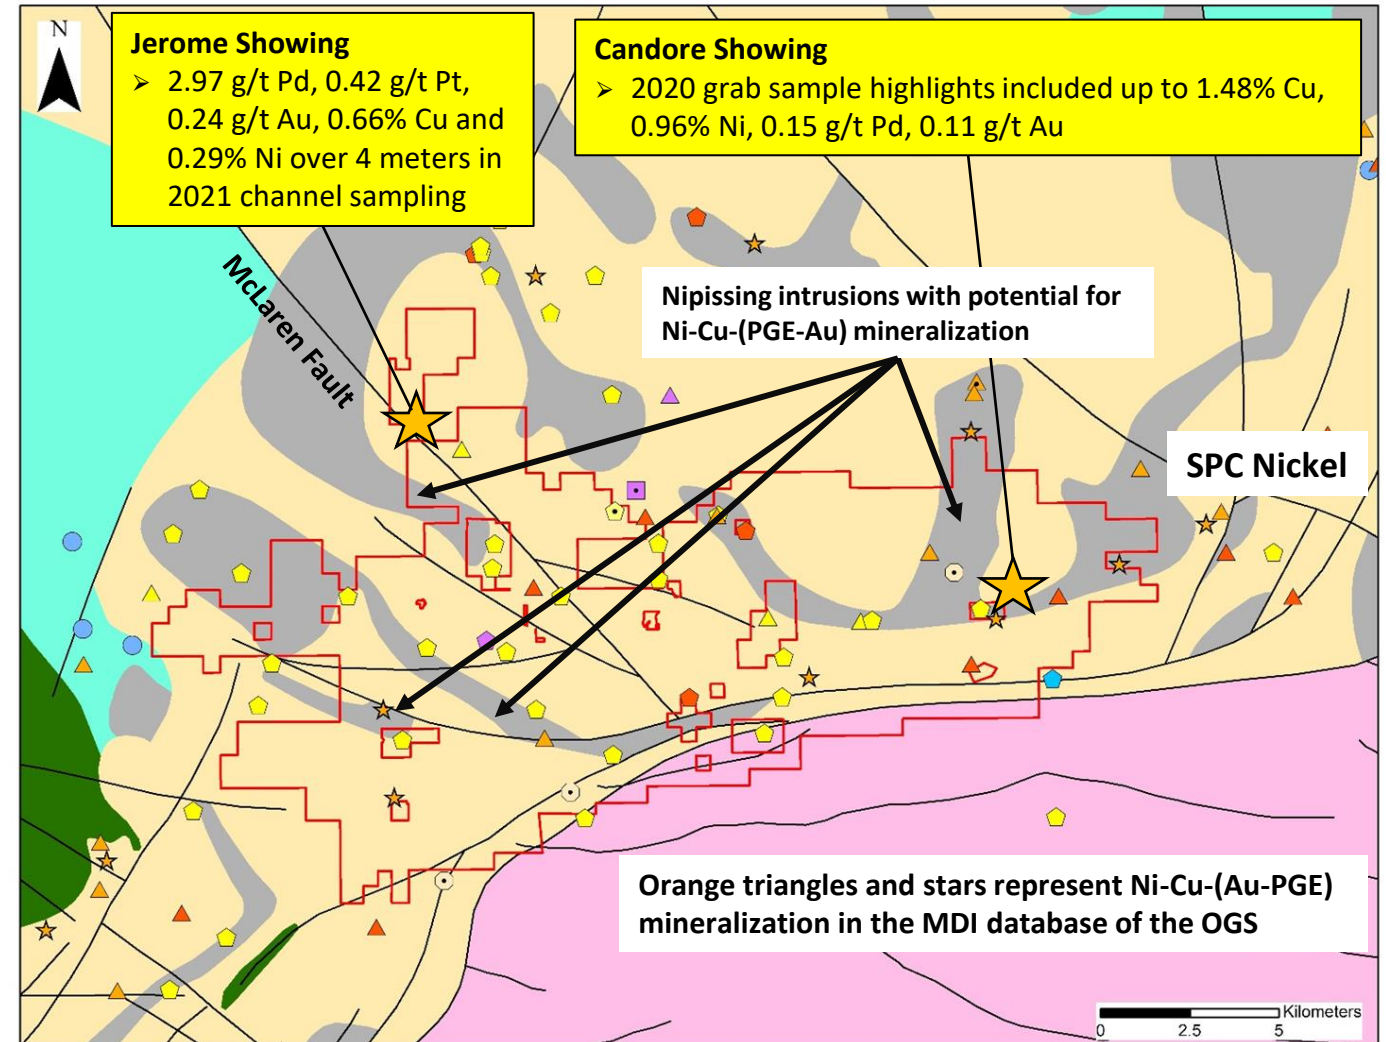 N
Jerome Showing
➢ 2.97 g/t Pd, 0.42 g/t Pt,
0.24 g/t Au, 0.66% Cu and
0.29% Ni over 4 meters in
2021 channel sampling
Candore Showing
➢ 2020 grab sample highlights included up to 1.48% Cu,
0.96% Ni, 0.15 g/t Pd, 0.11 g/t Au
McLaren Fault
Nipissing intrusions with potential for
Ni-Cu-(PGE-Au) mineralization
SPC Nickel
Orange triangles and stars represent Ni-Cu-(Au-PGE)
mineralization in the MDI database of the OGS
Kilometers
0 2.5 5